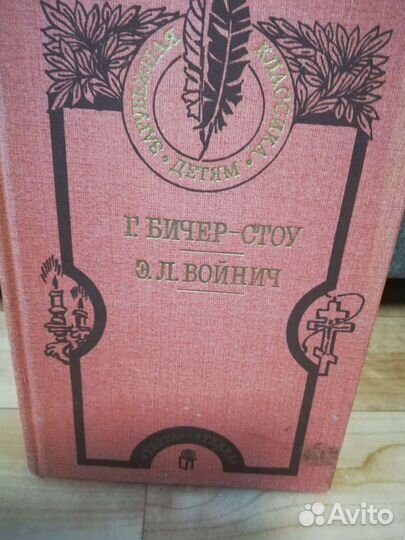 ЗАРУБЕЖНАЯ КЛАССИКА • ДЕТЯМ •
Г. БИЧЕР-СТОУ
Э. Л. ВОЙНИЧ
Avito